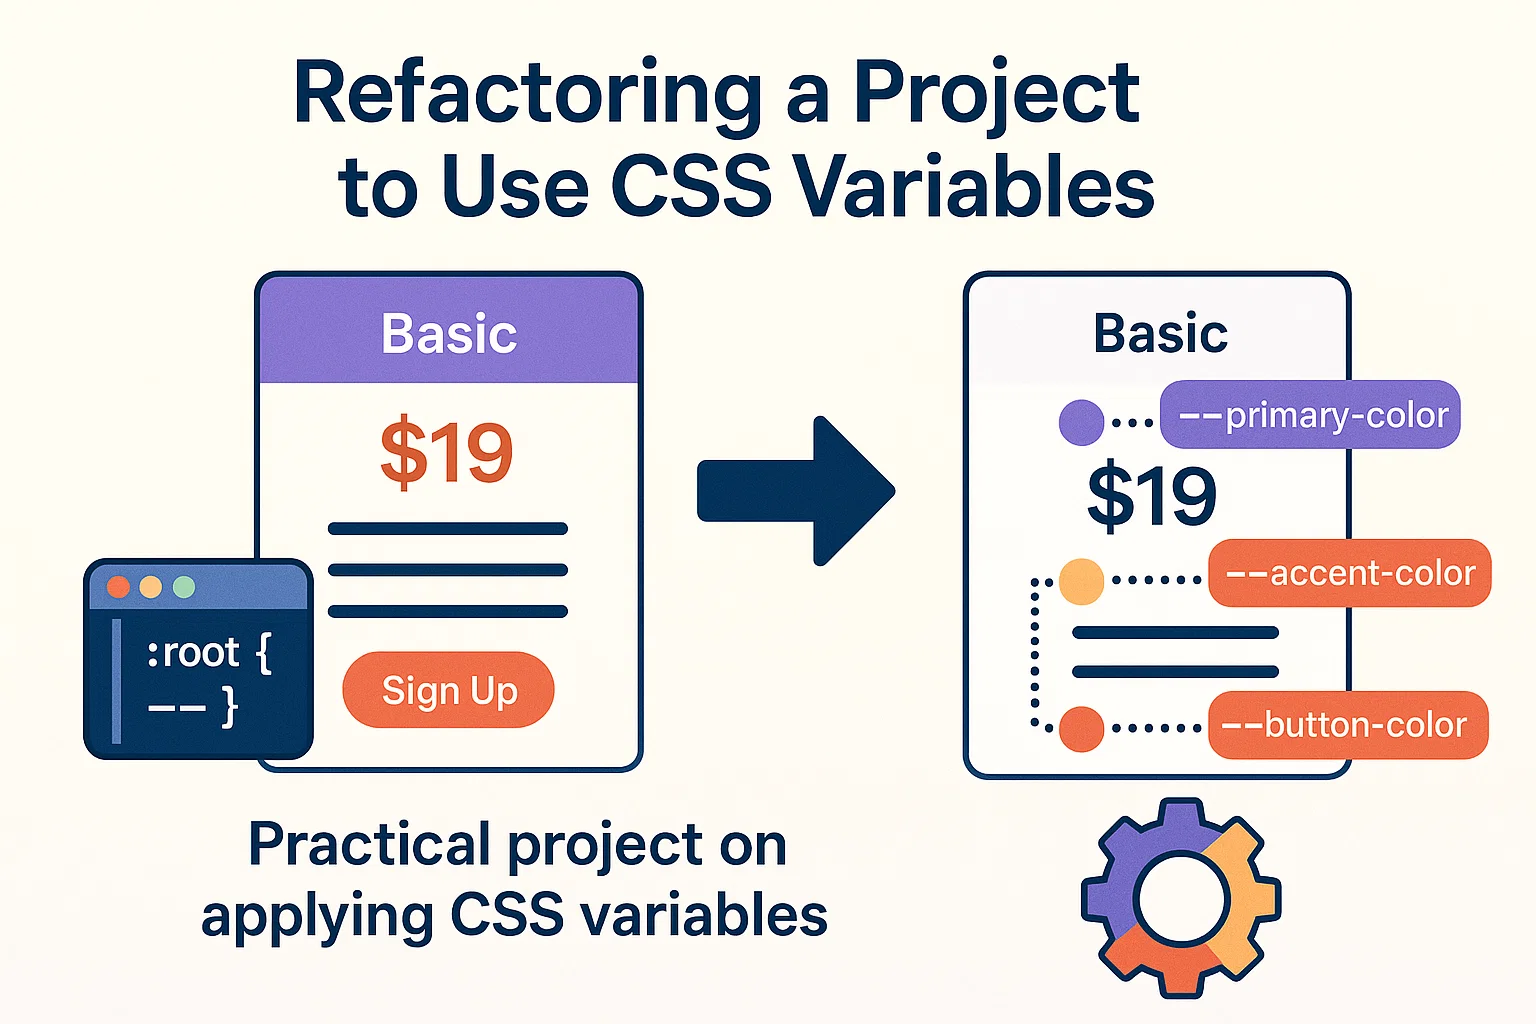 Refactoring a Project
to Use CSS Variables
Basic
$19
Sign Up
:root {
-- }
Basic
--primary-color
$19
--accent-color
--button-color
Practical project on
applying CSS variables